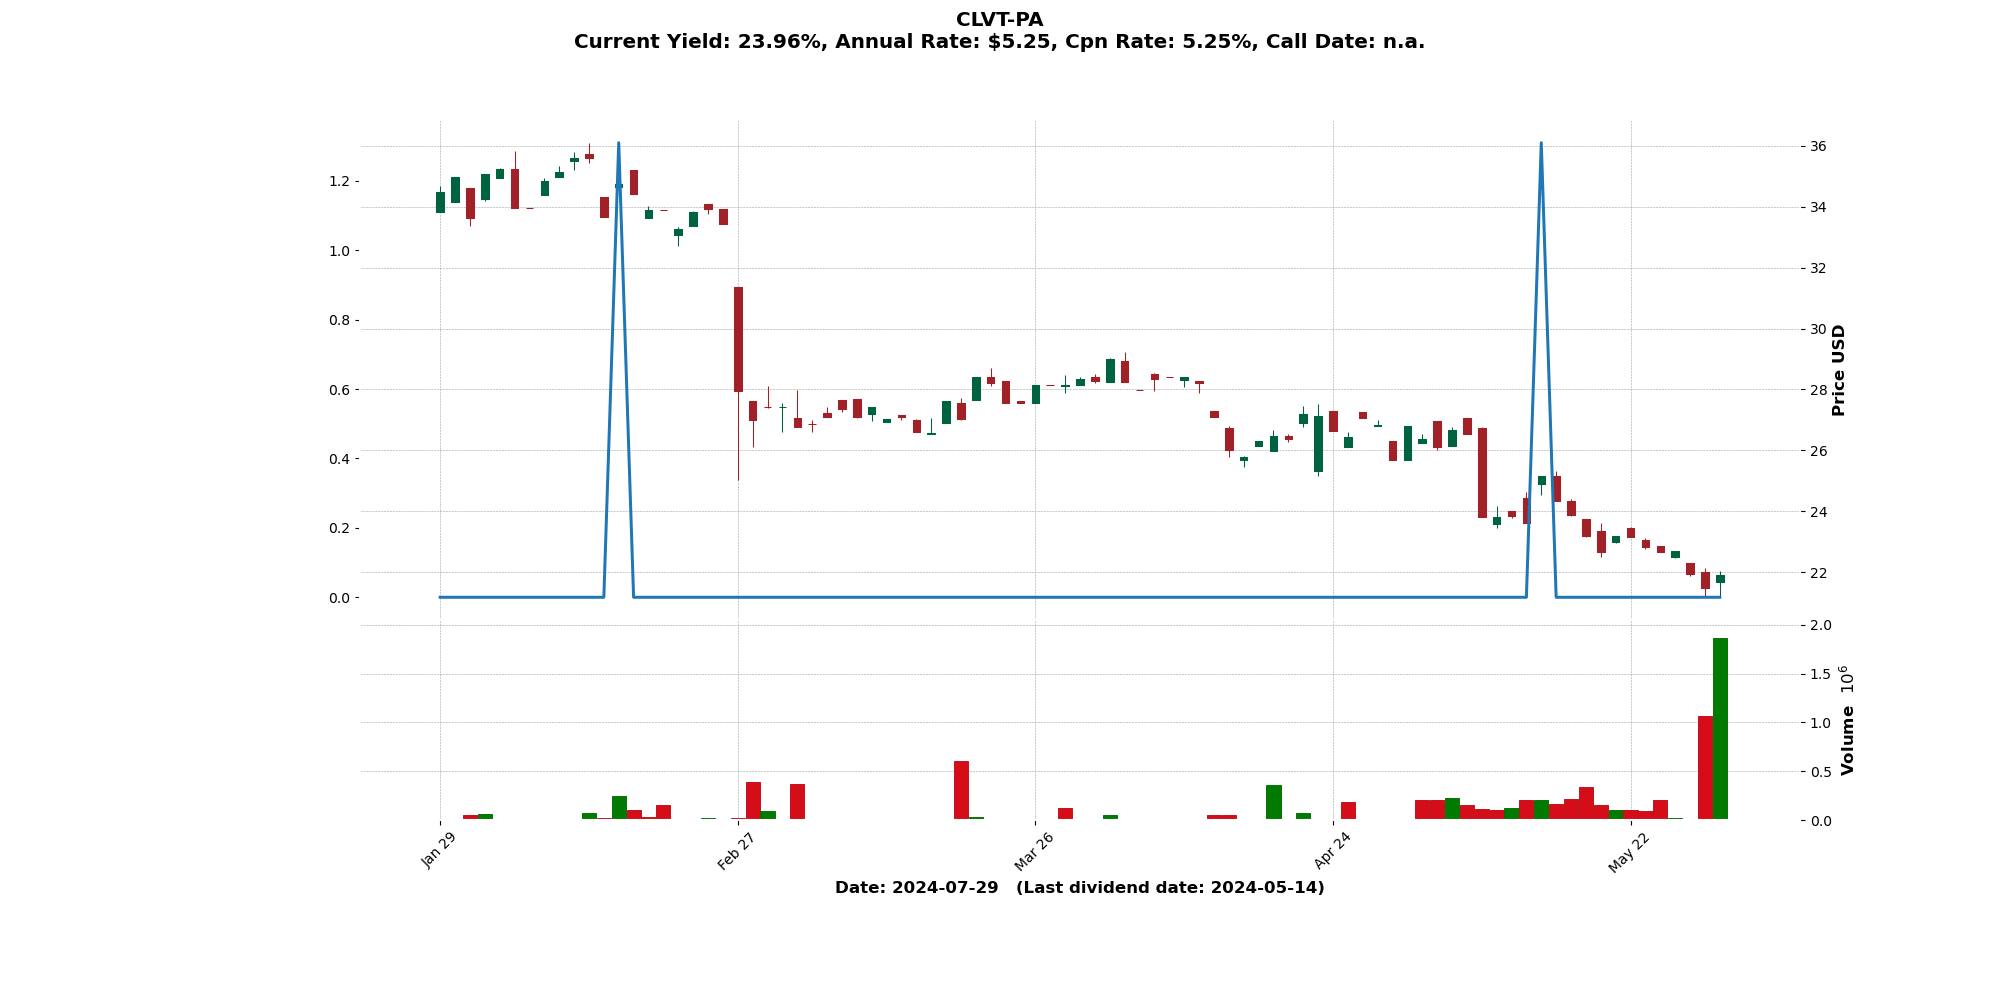 CLVT-PA
Current Yield: 23.96%, Annual Rate: $5.25, Cpn Rate: 5.25%, Call Date: n.a.
1.2
1.0
0.8
0.6
0.4
0.2
0.0
36
34
32
30
28
26
24
22
Price USD
2.0
1.5
1.0
0.5
0.0
Volume 10^6
Jan 29
Feb 27
Mar 26
Apr 24
May 22
Date: 2024-07-29 (Last dividend date: 2024-05-14)